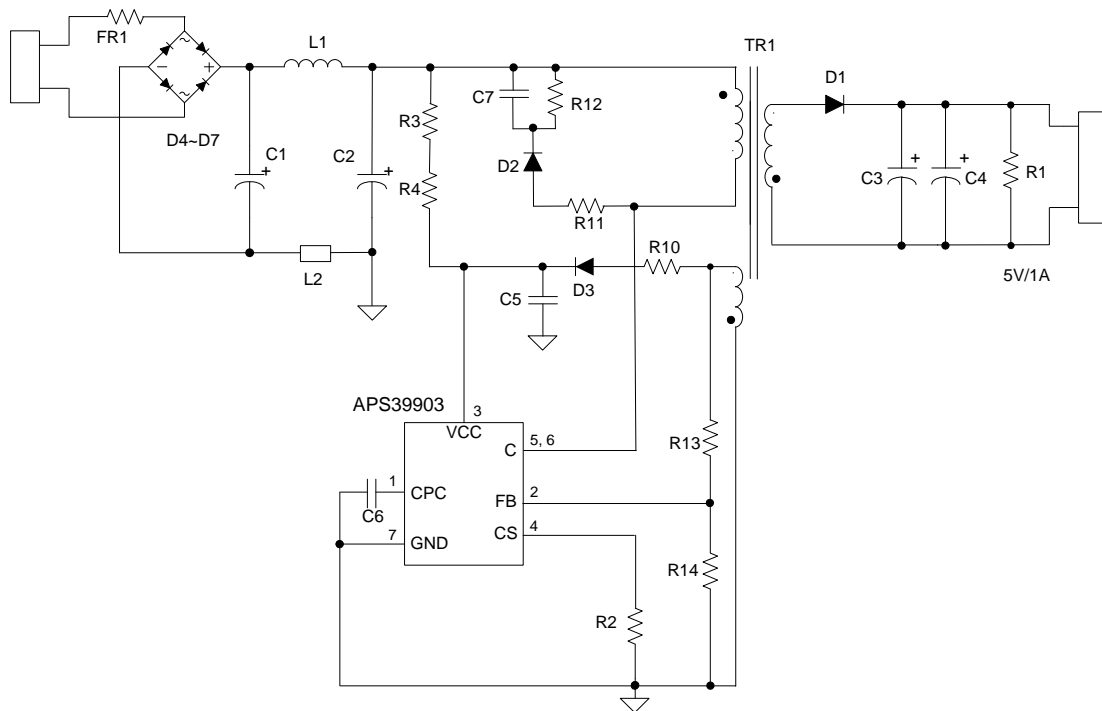 FR1
L1
TR1
~
−
+
~
D4~D7
C1
+
C2
+
R3
R4
C7
R12
D2
R11
D1
C3
+
C4
+
R1
L2
R10
D3
C5
5V/1A
APS39903
3
VCC
C
5, 6
R13
1
CPC
C6
FB
2
CS
4
7
GND
R14
R2